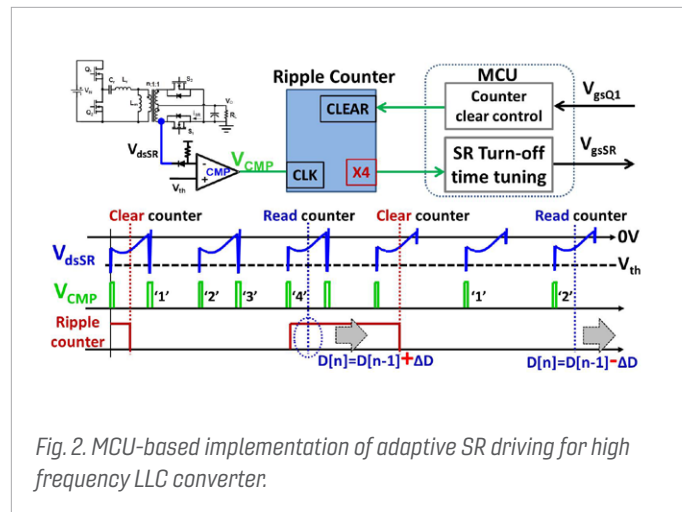 Ripple Counter
MCU
CLEAR
Counter
clear control
VgsQ1
VdsSR
Vth
CMP
VCMP
CLK
X4
SR Turn-off
time tuning
VgsSR
Clear counter
Read counter
Clear counter
Read counter
0V
VdsSR
Vth
VCMP
'1'
'2'
'3'
'4'
'1'
'2'
Ripple
counter
D[n]=D[n-1]+ΔD
D[n]=D[n-1]-ΔD
Fig. 2. MCU-based implementation of adaptive SR driving for high
frequency LLC converter.